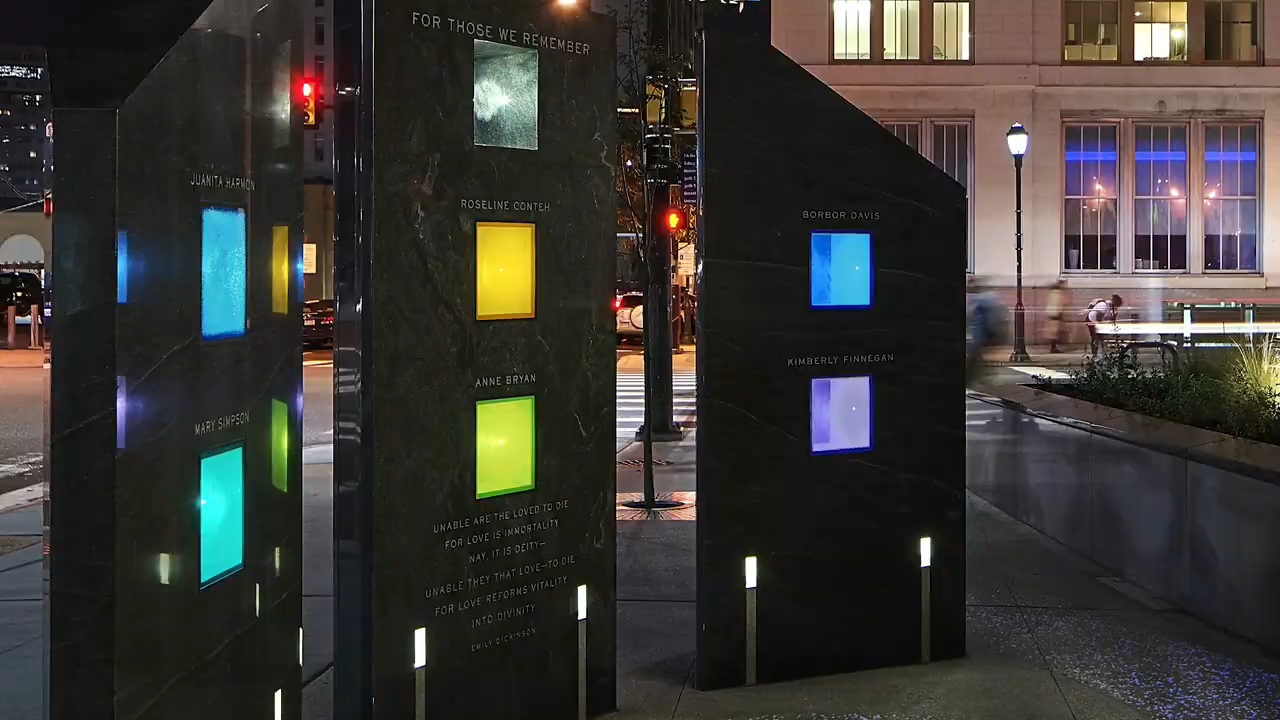 JUANITA HARMON
MARY SIMPSON
FOR THOSE WE REMEMBER
ROSELINE CONTEH
ANNE BRYAN
UNABLE ARE THE LOVED TO DIE
FOR LOVE IS IMMORTALITY
NAY, IT IS DEITY—
UNABLE THEY THAT LOVE—TO DIE
FOR LOVE REFORMS VITALITY
INTO DIVINITY
EMILY DICKINSON
BORBOR DAVIS
KIMBERLY FINNEGAN